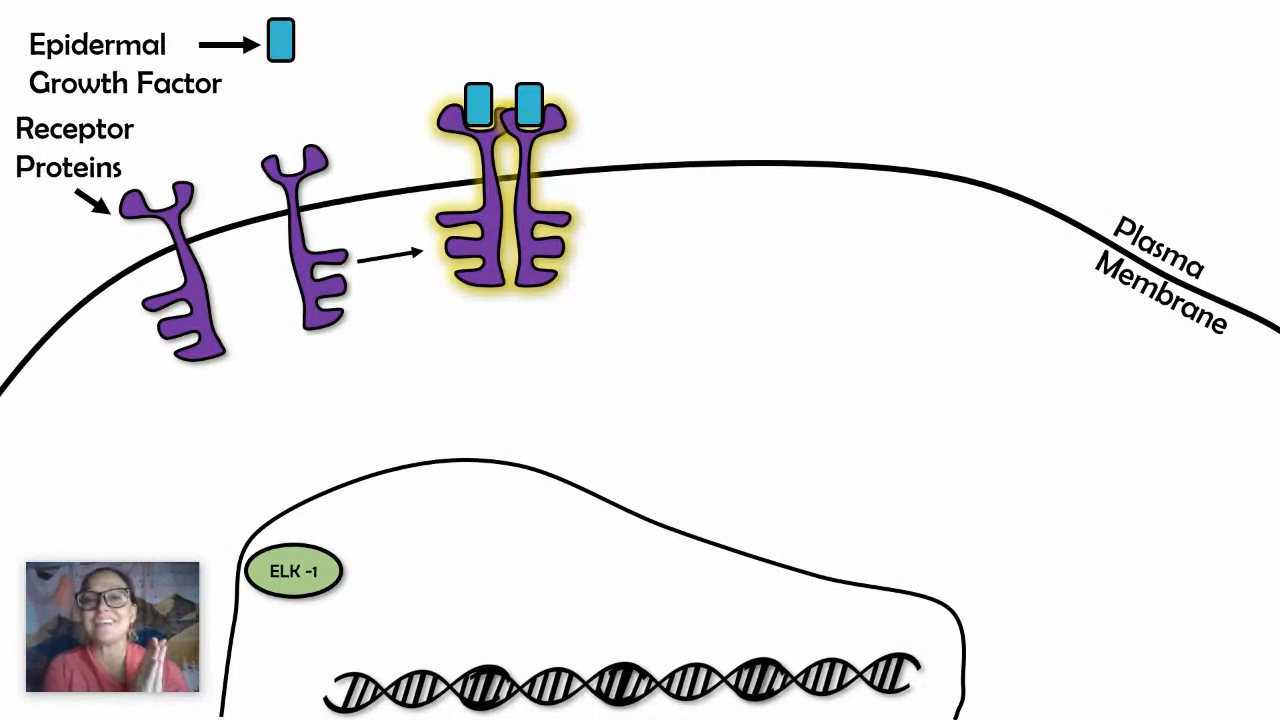 Epidermal
Growth Factor
Receptor
Proteins
Plasma
Membrane
ELK -1